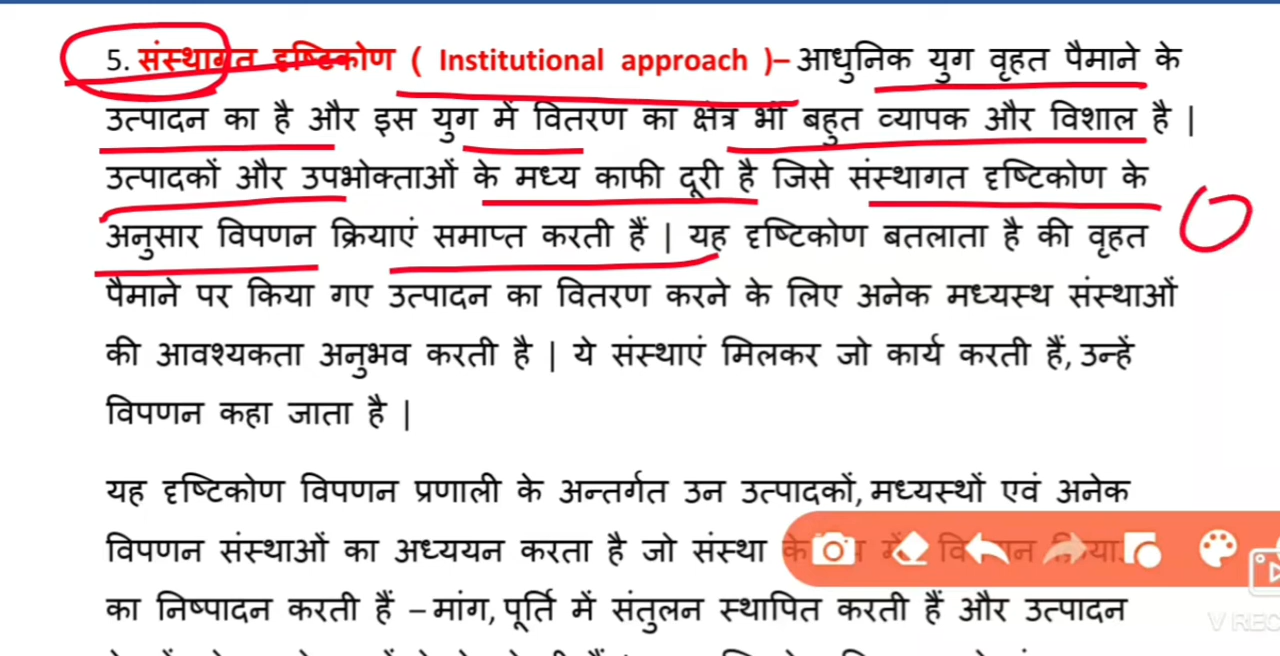 5. संस्थागत दृष्टिकोण ( Institutional approach )– आधुनिक युग वृहत पैमाने के
उत्पादन का है और इस युग में वितरण का क्षेत्र भी बहुत व्यापक और विशाल है |
उत्पादकों और उपभोक्ताओं के मध्य काफी दूरी है जिसे संस्थागत दृष्टिकोण के
अनुसार विपणन क्रियाएं समाप्त करती हैं | यह दृष्टिकोण बतलाता है की वृहत
पैमाने पर किया गए उत्पादन का वितरण करने के लिए अनेक मध्यस्थ संस्थाओं
की आवश्यकता अनुभव करती है | ये संस्थाएं मिलकर जो कार्य करती हैं, उन्हें
विपणन कहा जाता है |
यह दृष्टिकोण विपणन प्रणाली के अन्तर्गत उन उत्पादकों, मध्यस्थों एवं अनेक
विपणन संस्थाओं का अध्ययन करता है जो संस्था के
का निष्पादन करती हैं – मांग, पूर्ति में संतुलन स्थापित करती हैं और उत्पादन
V REC